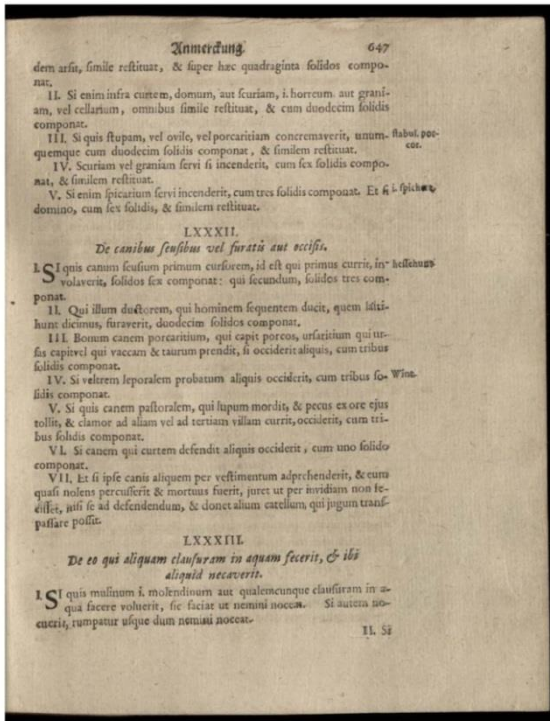 Anmerckung. 647
dem arsit, simile restituat, & super hæc quadraginta solidos compo-
nat.
II. Si enim infra curtem, domum, aut scuriam, i. horreum. aut grani-
am, vel cellarium, omnibus simile restituat, & cum duodecim solidis
componat.
III. Si quis stupam, vel ovile, vel porcaritiam concremaverit, unum- stabul. por-
quemque cum duodecim solidis componat, & similem restituat. cor.
IV. Scuriam vel graniam servi si incenderit, cum sex solidis compo-
nat, & similem restituat.
V. Si enim spicarium servi incenderit, cum tres solidis componat. Et si i. spicher,
domino, cum sex solidis, & similem restituat.
LXXXII.
De canibus seusibus vel furatis aut occisis.
I. SI quis canum seusium primum cursorem, id est qui primus currit, in-
volaverit, solidos sex componat: qui secundum, solidos tres com-
ponat.
II. Qui illum ductorem, qui hominem sequentem ducit, quem laiti-
hunt dicimus, furaverit, duodecim solidos componat.
III. Bonum canem porcaritium, qui capit porcos, ursaritium qui ur-
sos capit vel qui vaccam & taurum prendit, si occiderit aliquis, cum tribus
solidis componat.
IV. Si veltrem leporalem probatum aliquis occiderit, cum tribus so- Wint.
lidis componat.
V. Si quis canem pastoralem, qui lupum mordit, & pecus ex ore ejus
tollit, & clamor ad aliam vel ad tertiam villam currit, occiderit, cum tri-
bus solidis componat.
VI. Si canem qui curtem defendit aliquis occiderit, cum uno solido
componat.
VII. Et si ipse canis aliquem per vestimentum adprehenderit, & eum
quasi nolens percusserit & mortuus fuerit, juret ut per invidiam non fe-
cisset, nisi se ad defendendum, & donet alium catellum, qui jugum trans-
passare possit.
LXXXIII.
De eo qui aliquam clausuram in aquam fecerit, & ibi
aliquid necaverit.
I. SI quis mulinum i. molendinum aut qualemcunque clausuram in a-
qua facere voluerit, sic faciat ut nemini noceat. Si autem no-
cuerit, rumpatur usque dum nemini noceat.
II. Si